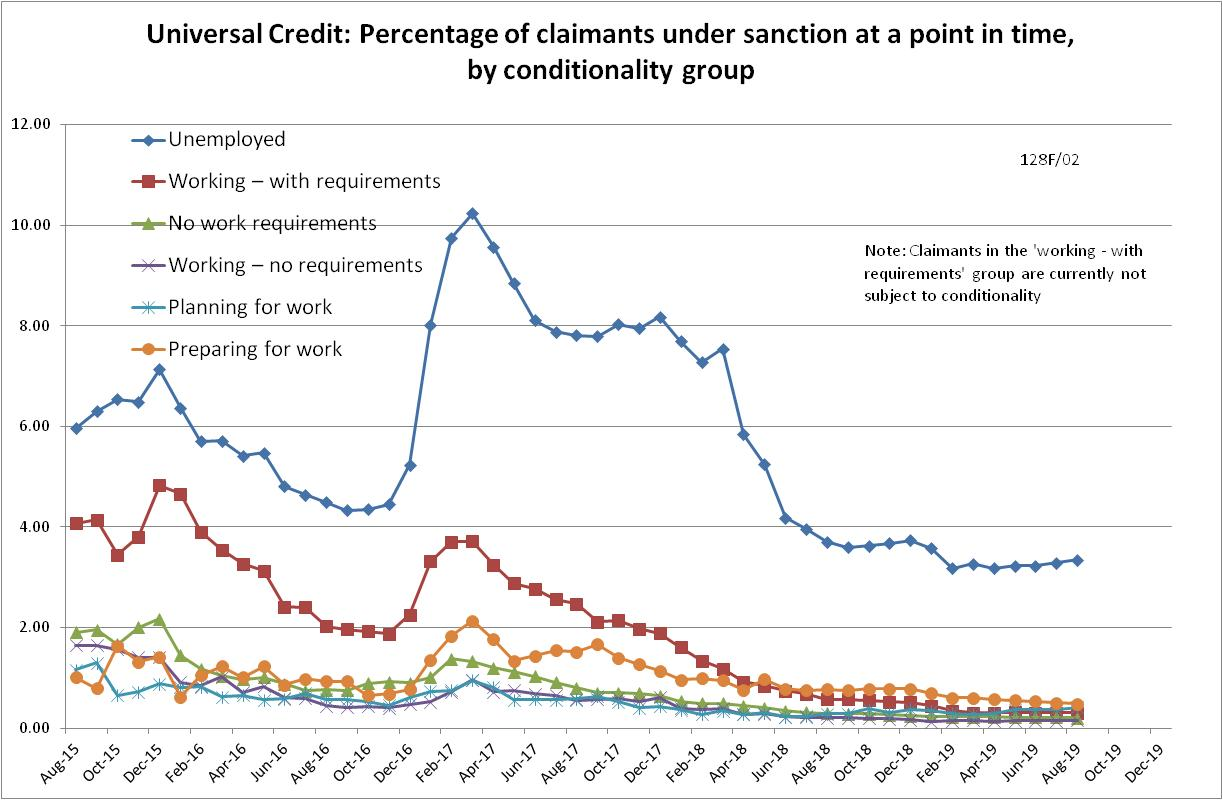 Universal Credit: Percentage of claimants under sanction at a point in time,
by conditionality group
12.00
10.00
8.00
6.00
4.00
2.00
0.00
Unemployed
Working – with requirements
No work requirements
Working – no requirements
Planning for work
Preparing for work
128F/02
Note: Claimants in the 'working - with
requirements' group are currently not
subject to conditionality
Aug-15
Oct-15
Dec-15
Feb-16
Apr-16
Jun-16
Aug-16
Oct-16
Dec-16
Feb-17
Apr-17
Jun-17
Aug-17
Oct-17
Dec-17
Feb-18
Apr-18
Jun-18
Aug-18
Oct-18
Dec-18
Feb-19
Apr-19
Jun-19
Aug-19
Oct-19
Dec-19